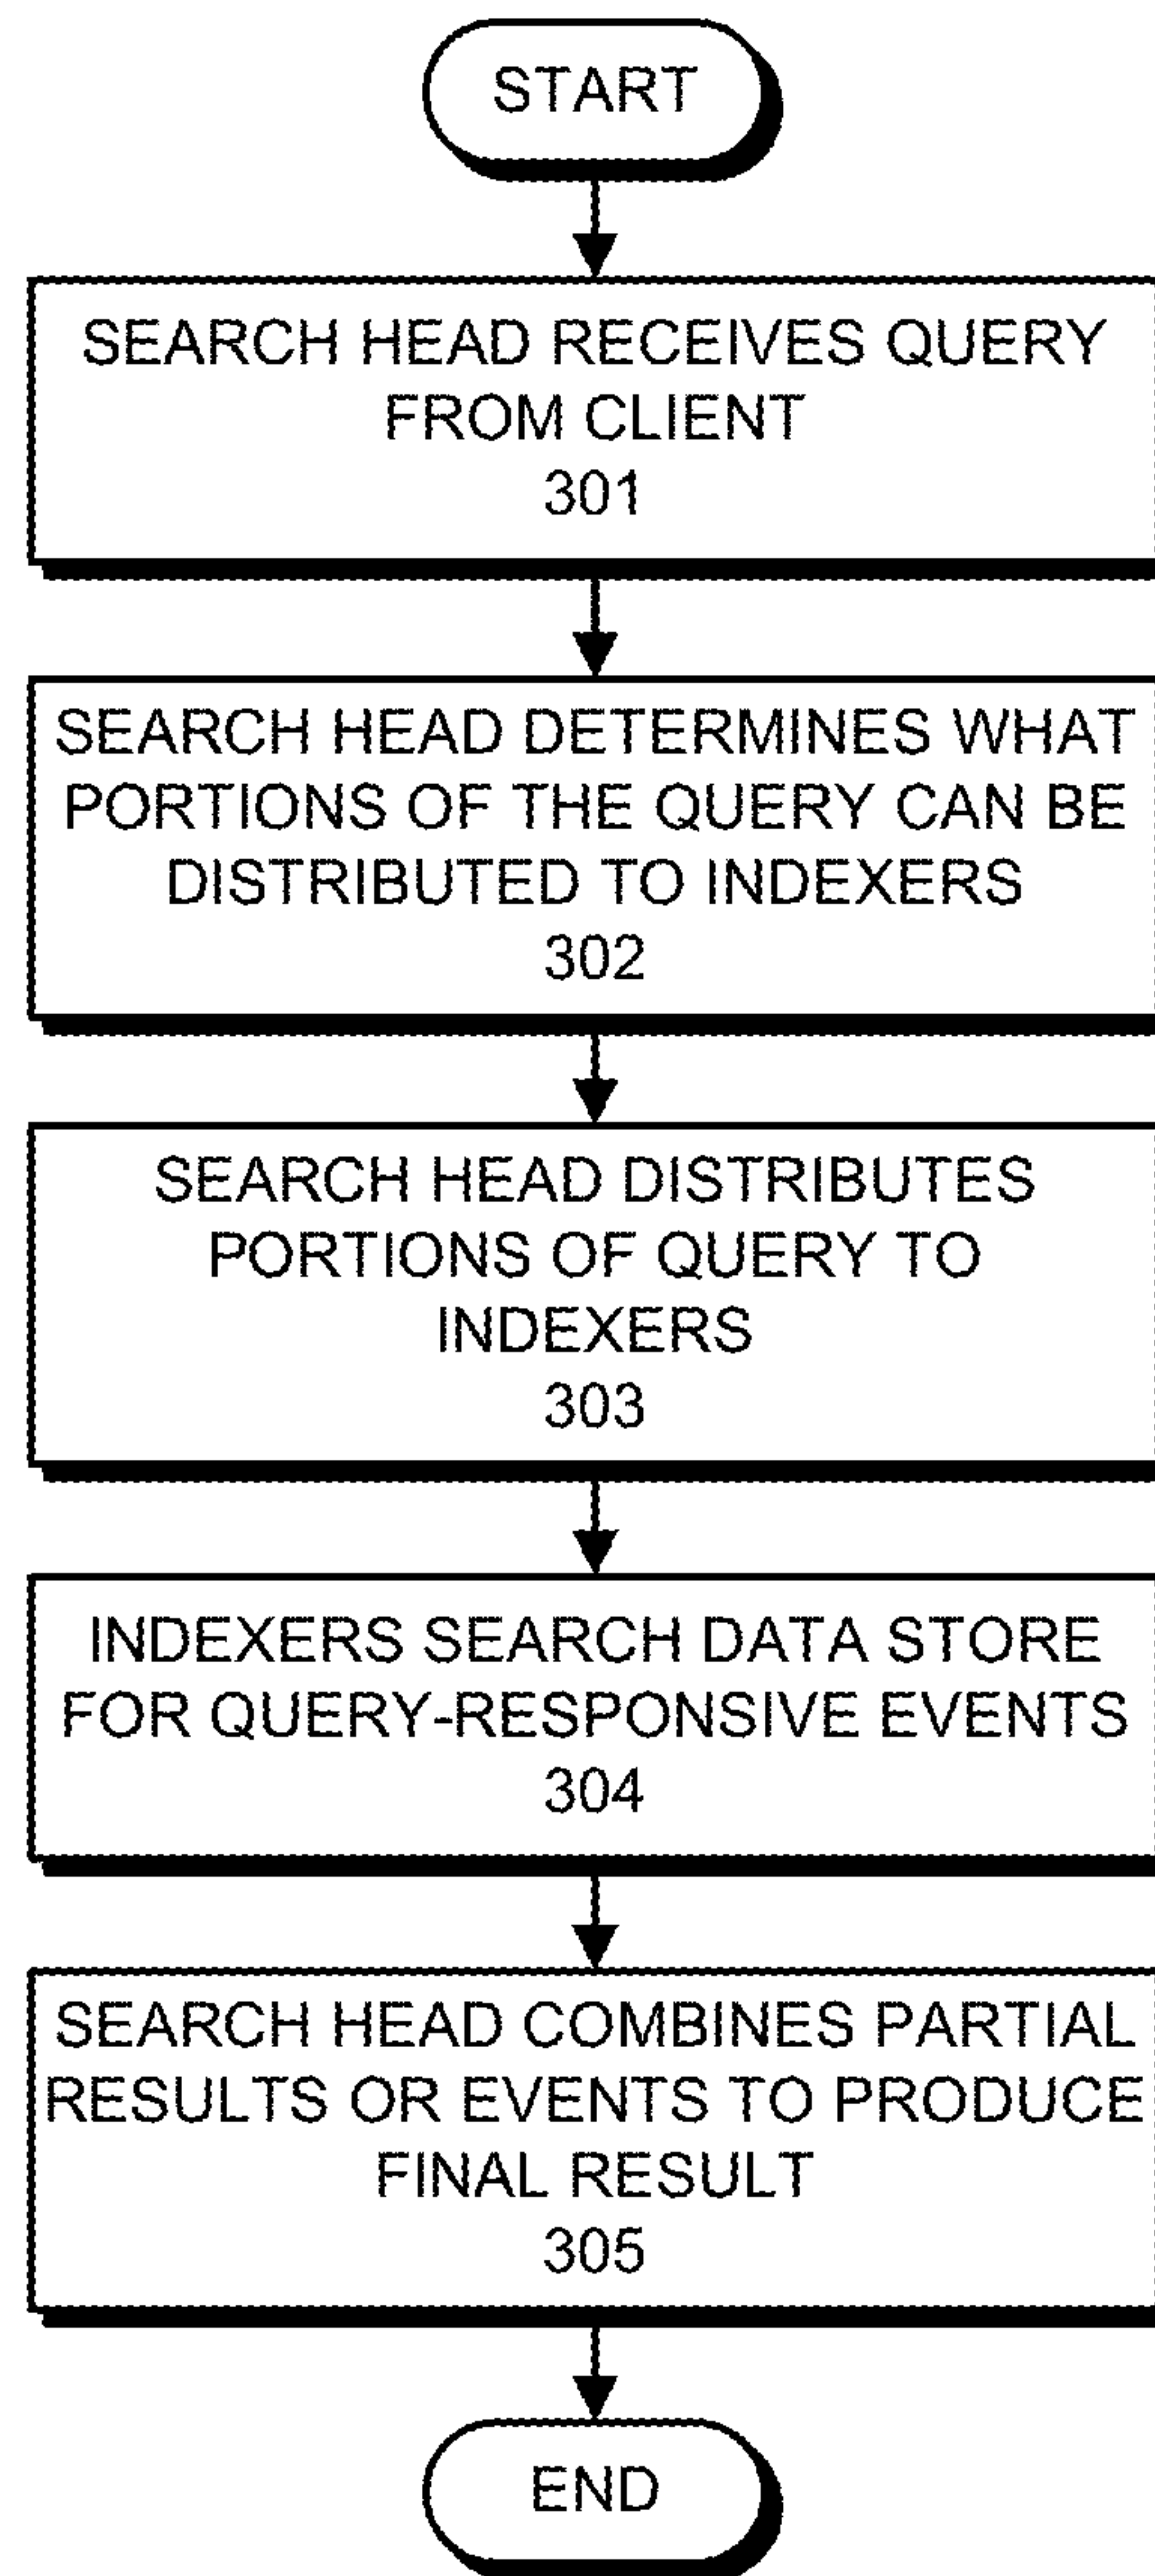 START
SEARCH HEAD RECEIVES QUERY
FROM CLIENT
301
SEARCH HEAD DETERMINES WHAT
PORTIONS OF THE QUERY CAN BE
DISTRIBUTED TO INDEXERS
302
SEARCH HEAD DISTRIBUTES
PORTIONS OF QUERY TO
INDEXERS
303
INDEXERS SEARCH DATA STORE
FOR QUERY-RESPONSIVE EVENTS
304
SEARCH HEAD COMBINES PARTIAL
RESULTS OR EVENTS TO PRODUCE
FINAL RESULT
305
END